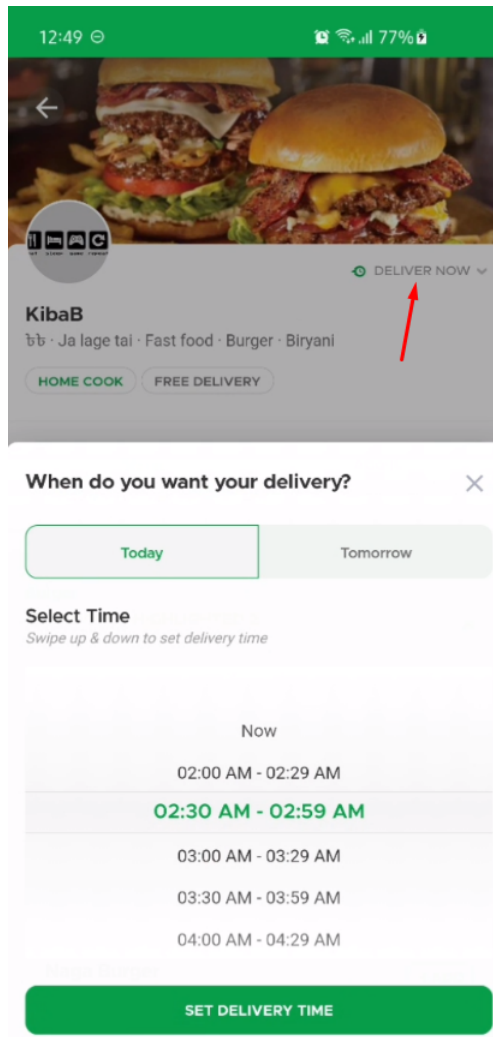 12:49
77%
DELIVER NOW
KibaB
৳৳ · Ja lage tai · Fast food · Burger · Biryani
HOME COOK FREE DELIVERY
When do you want your delivery?
Today Tomorrow
Select Time
Swipe up & down to set delivery time
Now
02:00 AM - 02:29 AM
02:30 AM - 02:59 AM
03:00 AM - 03:29 AM
03:30 AM - 03:59 AM
04:00 AM - 04:29 AM
SET DELIVERY TIME